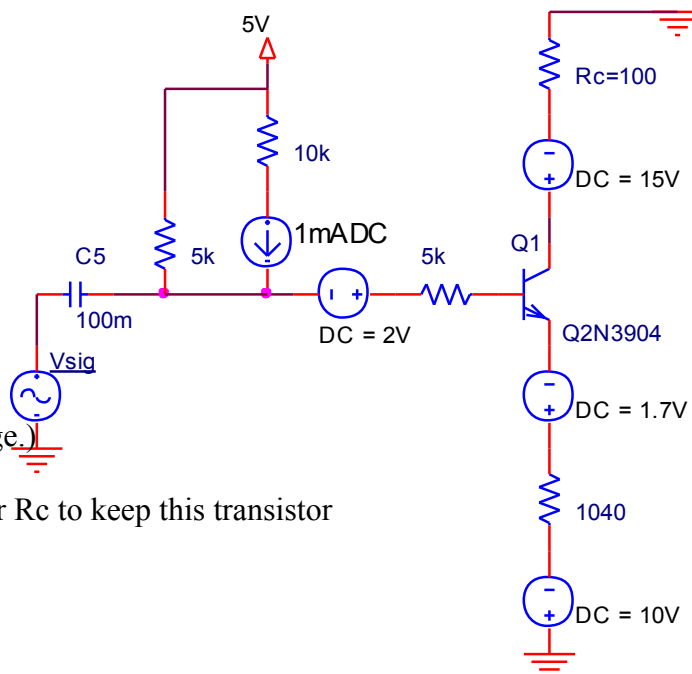 5V
Rc=100
10k
-
+
DC = 15V
1mADC
C5
5k
5k
Q1
100m
- +
DC = 2V
Q2N3904
Vsig
-
+
DC = 1.7V
ge.)
r Rc to keep this transistor
1040
-
+
DC = 10V